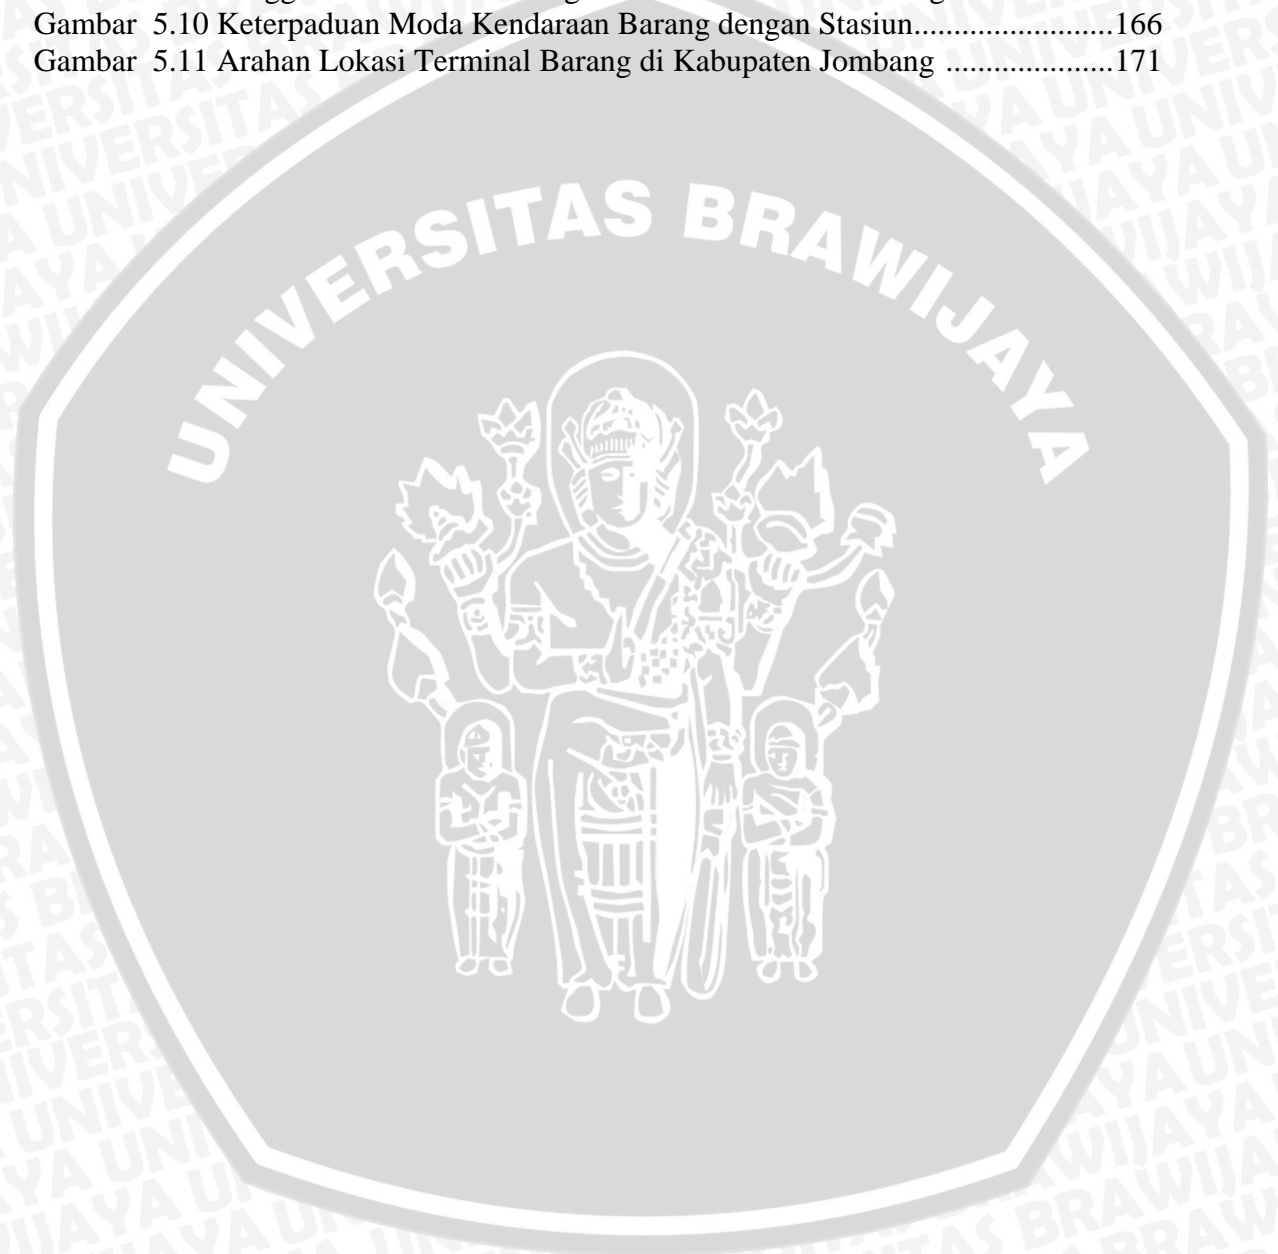 Gambar 5.10 Keterpaduan Moda Kendaraan Barang dengan Stasiun.........................166
Gambar 5.11 Arahan Lokasi Terminal Barang di Kabupaten Jombang ....................171
UNIVERSITAS BRAWIJAYA